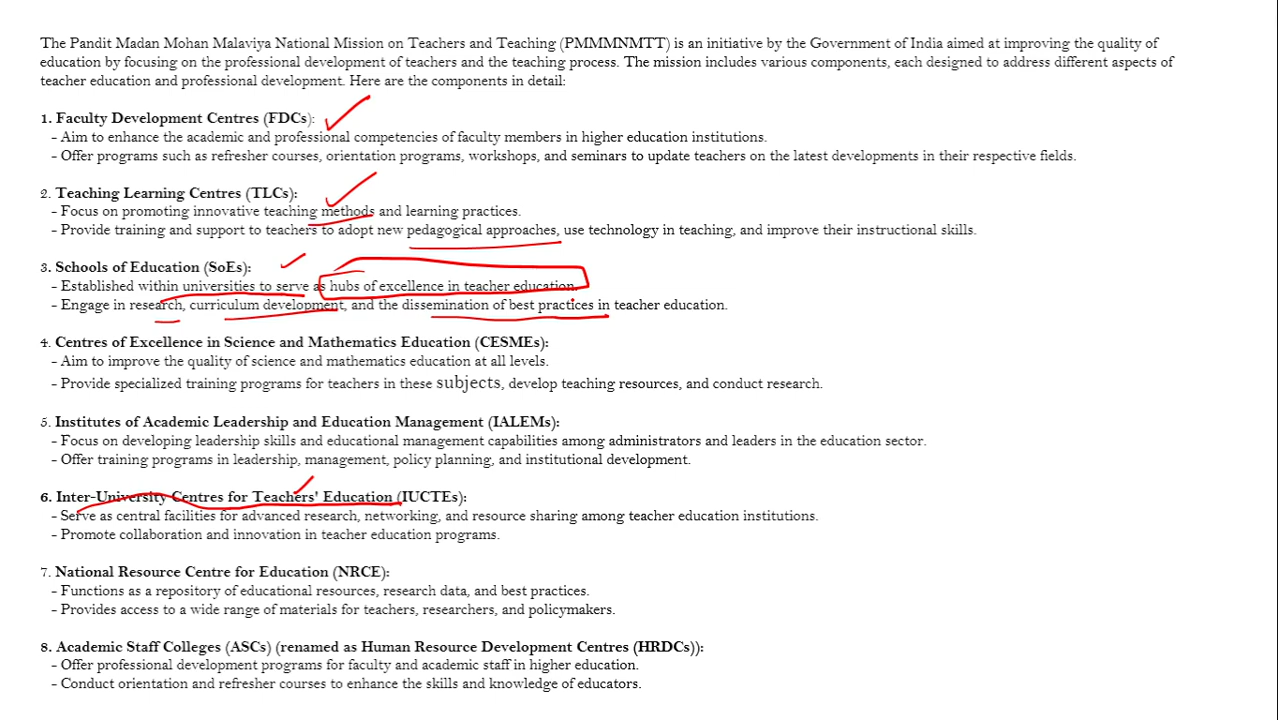 The Pandit Madan Mohan Malaviya National Mission on Teachers and Teaching (PMMMNMTT) is an initiative by the Government of India aimed at improving the quality of
education by focusing on the professional development of teachers and the teaching process. The mission includes various components, each designed to address different aspects of
teacher education and professional development. Here are the components in detail:
1. Faculty Development Centres (FDCs):
- Aim to enhance the academic and professional competencies of faculty members in higher education institutions.
- Offer programs such as refresher courses, orientation programs, workshops, and seminars to update teachers on the latest developments in their respective fields.
2. Teaching Learning Centres (TLCs):
- Focus on promoting innovative teaching methods and learning practices.
- Provide training and support to teachers to adopt new pedagogical approaches, use technology in teaching, and improve their instructional skills.
3. Schools of Education (SoEs):
- Established within universities to serve as hubs of excellence in teacher education.
- Engage in research, curriculum development, and the dissemination of best practices in teacher education.
4. Centres of Excellence in Science and Mathematics Education (CESMEs):
- Aim to improve the quality of science and mathematics education at all levels.
- Provide specialized training programs for teachers in these subjects, develop teaching resources, and conduct research.
5. Institutes of Academic Leadership and Education Management (IALEMs):
- Focus on developing leadership skills and educational management capabilities among administrators and leaders in the education sector.
- Offer training programs in leadership, management, policy planning, and institutional development.
6. Inter-University Centres for Teachers' Education (IUCTEs):
- Serve as central facilities for advanced research, networking, and resource sharing among teacher education institutions.
- Promote collaboration and innovation in teacher education programs.
7. National Resource Centre for Education (NRCE):
- Functions as a repository of educational resources, research data, and best practices.
- Provides access to a wide range of materials for teachers, researchers, and policymakers.
8. Academic Staff Colleges (ASCs) (renamed as Human Resource Development Centres (HRDCs)):
- Offer professional development programs for faculty and academic staff in higher education.
- Conduct orientation and refresher courses to enhance the skills and knowledge of educators.